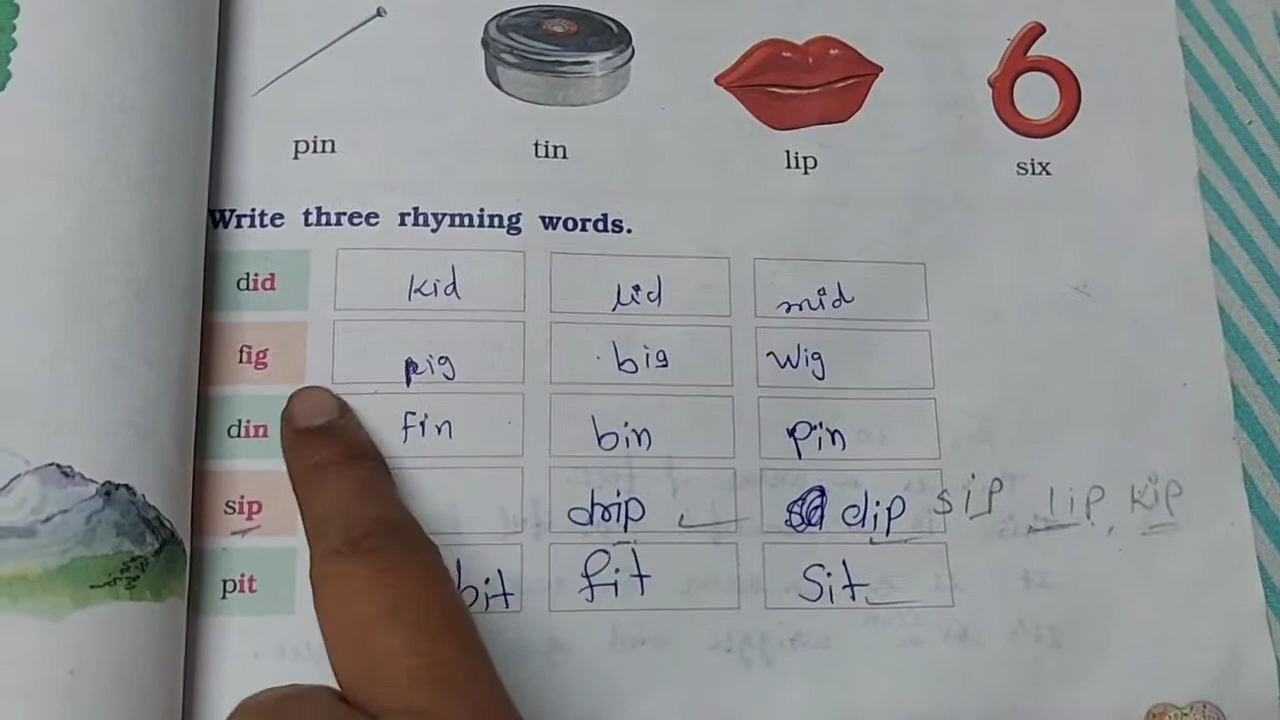 pin tin lip six
Write three rhyming words.
did kid lid mid
fig pig big wig
din fin bin pin
sip drip dip sip lip, kip
pit bit fit sit